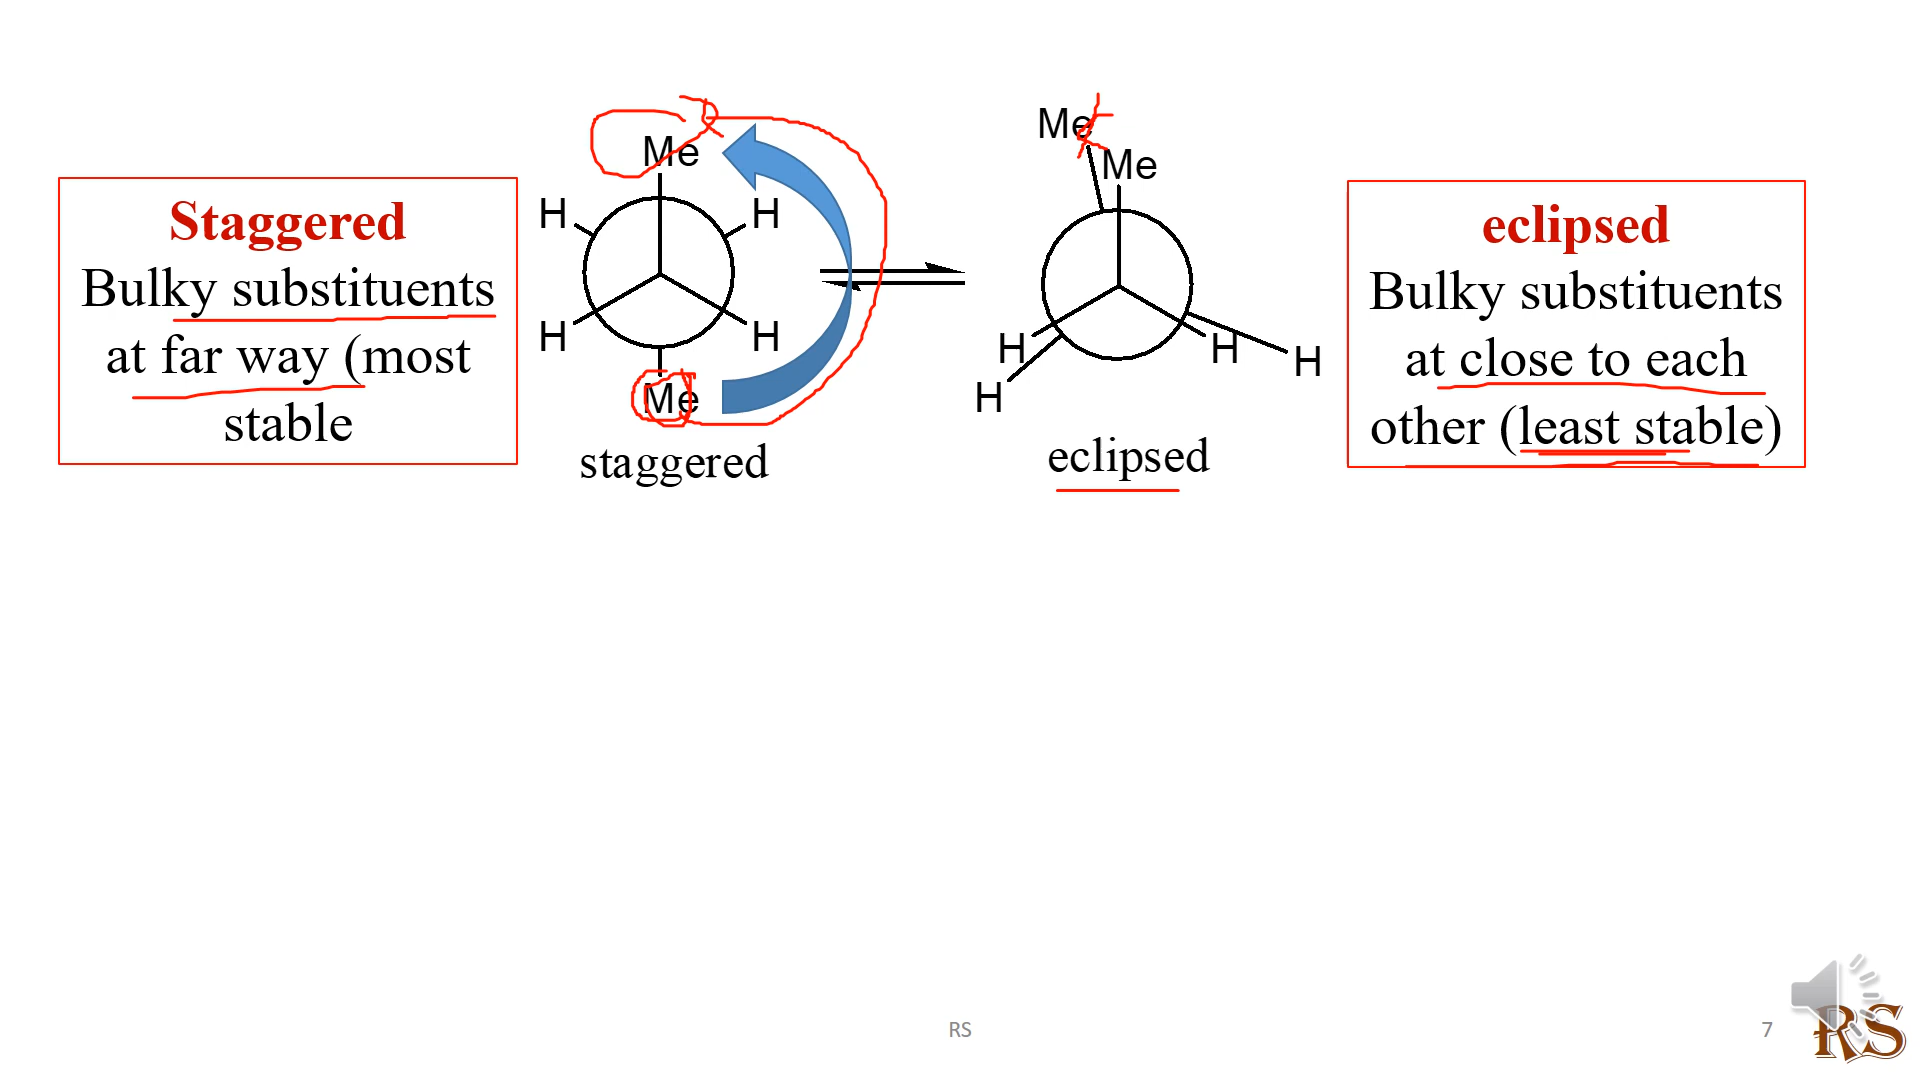 Staggered
Bulky substituents
at far way (most
stable
Me
H H
H H
Me
staggered
Me
Me
H H H
H
eclipsed
eclipsed
Bulky substituents
at close to each
other (least stable)
RS
7
RS